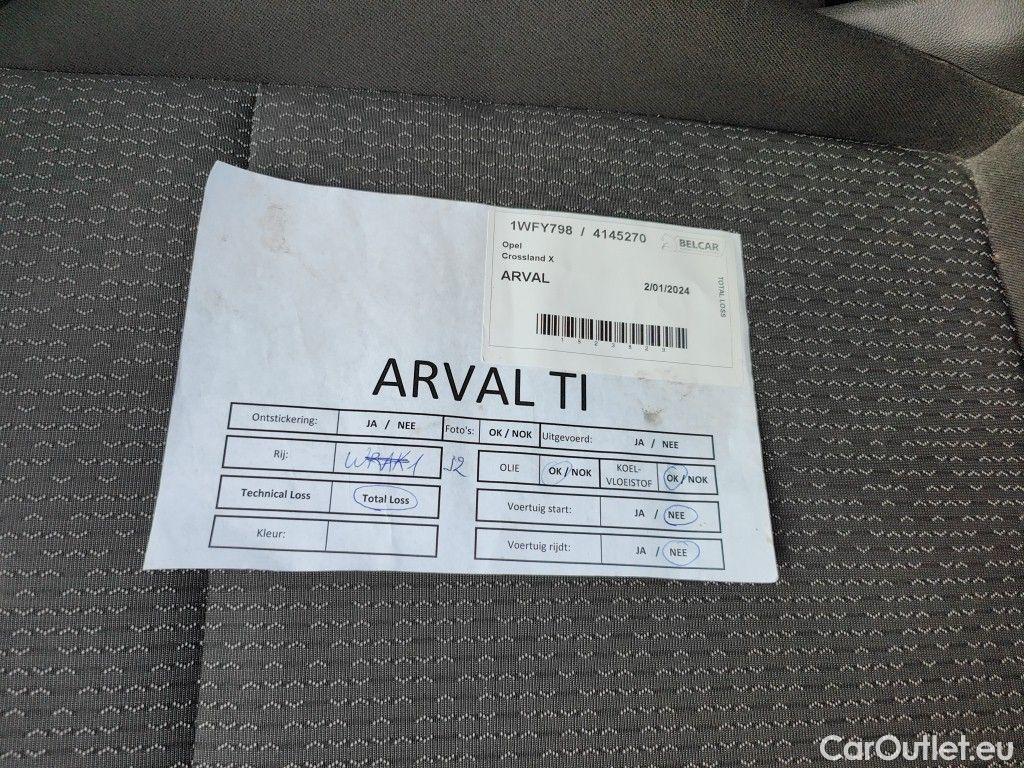 1WFY798 / 4145270
BELCAR
Opel
Crossland X
ARVAL
2/01/2024
TOTAL LOSS
ARVAL TI
Ontstickering: JA / NEE Foto's: OK / NOK Uitgevoerd: JA / NEE
Rij: WRAK1 J2
OLIE OK / NOK KOEL-
VLOEISTOF OK / NOK
Technical Loss Total Loss
Voertuig start: JA / NEE
Kleur:
Voertuig rijdt: JA / NEE
CarOutlet.eu